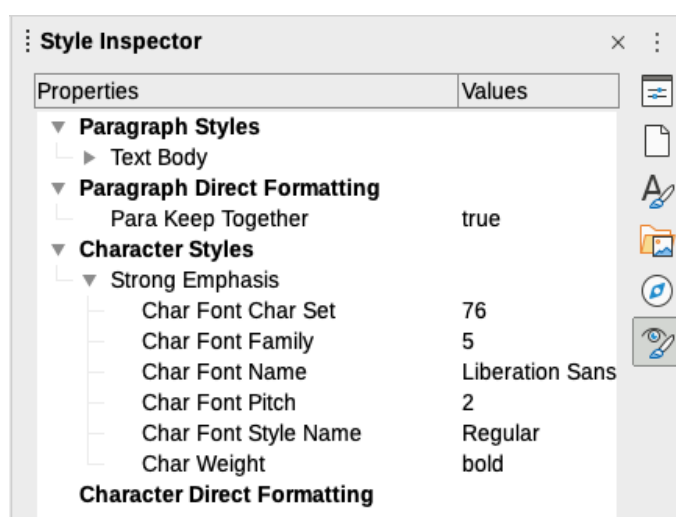 Style Inspector
Properties Values
Paragraph Styles
Text Body
Paragraph Direct Formatting
Para Keep Together true
Character Styles
Strong Emphasis
Char Font Char Set 76
Char Font Family 5
Char Font Name Liberation Sans
Char Font Pitch 2
Char Font Style Name Regular
Char Weight bold
Character Direct Formatting